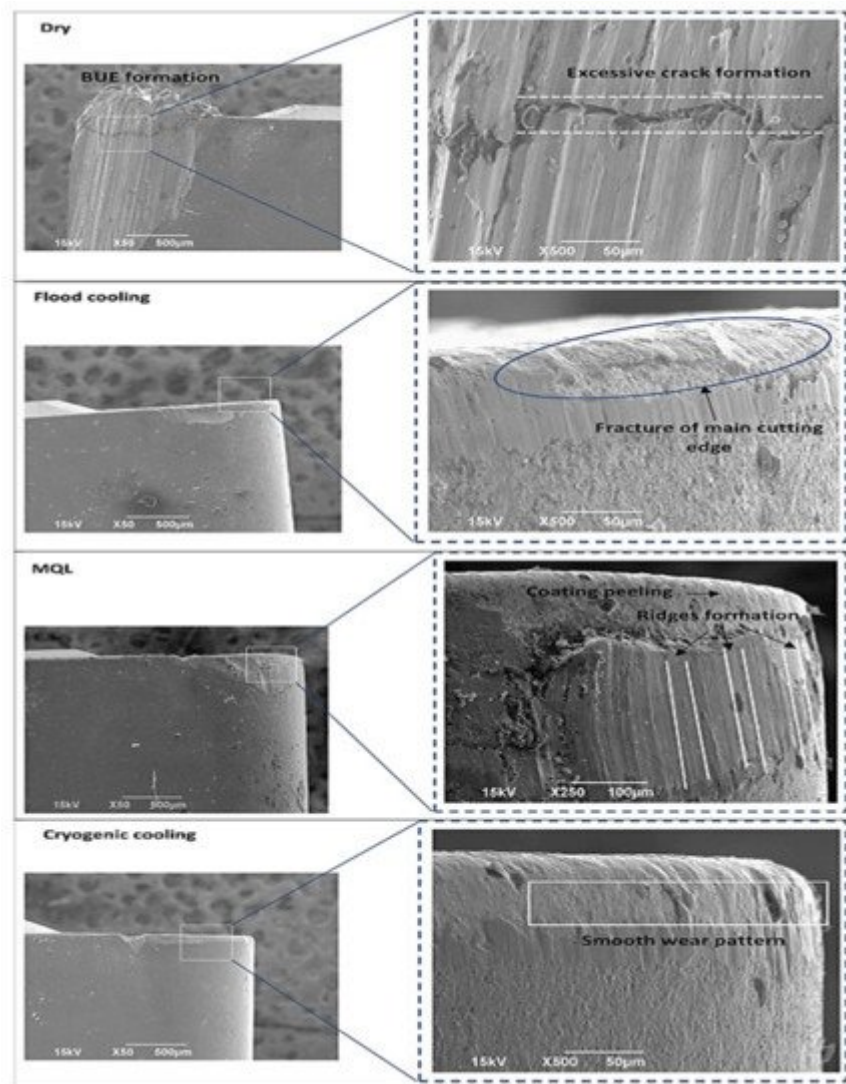 Dry
BUE formation
15kV X50 500µm
Excessive crack formation
15kV X500 50µm
Flood cooling
15kV X50 500µm
Fracture of main cutting
edge
15kV X500 50µm
MQL
15kV X50 500µm
Coating peeling
Ridges formation
15kV X250 100µm
Cryogenic cooling
15kV X50 500µm
Smooth wear pattern
15kV X500 50µm